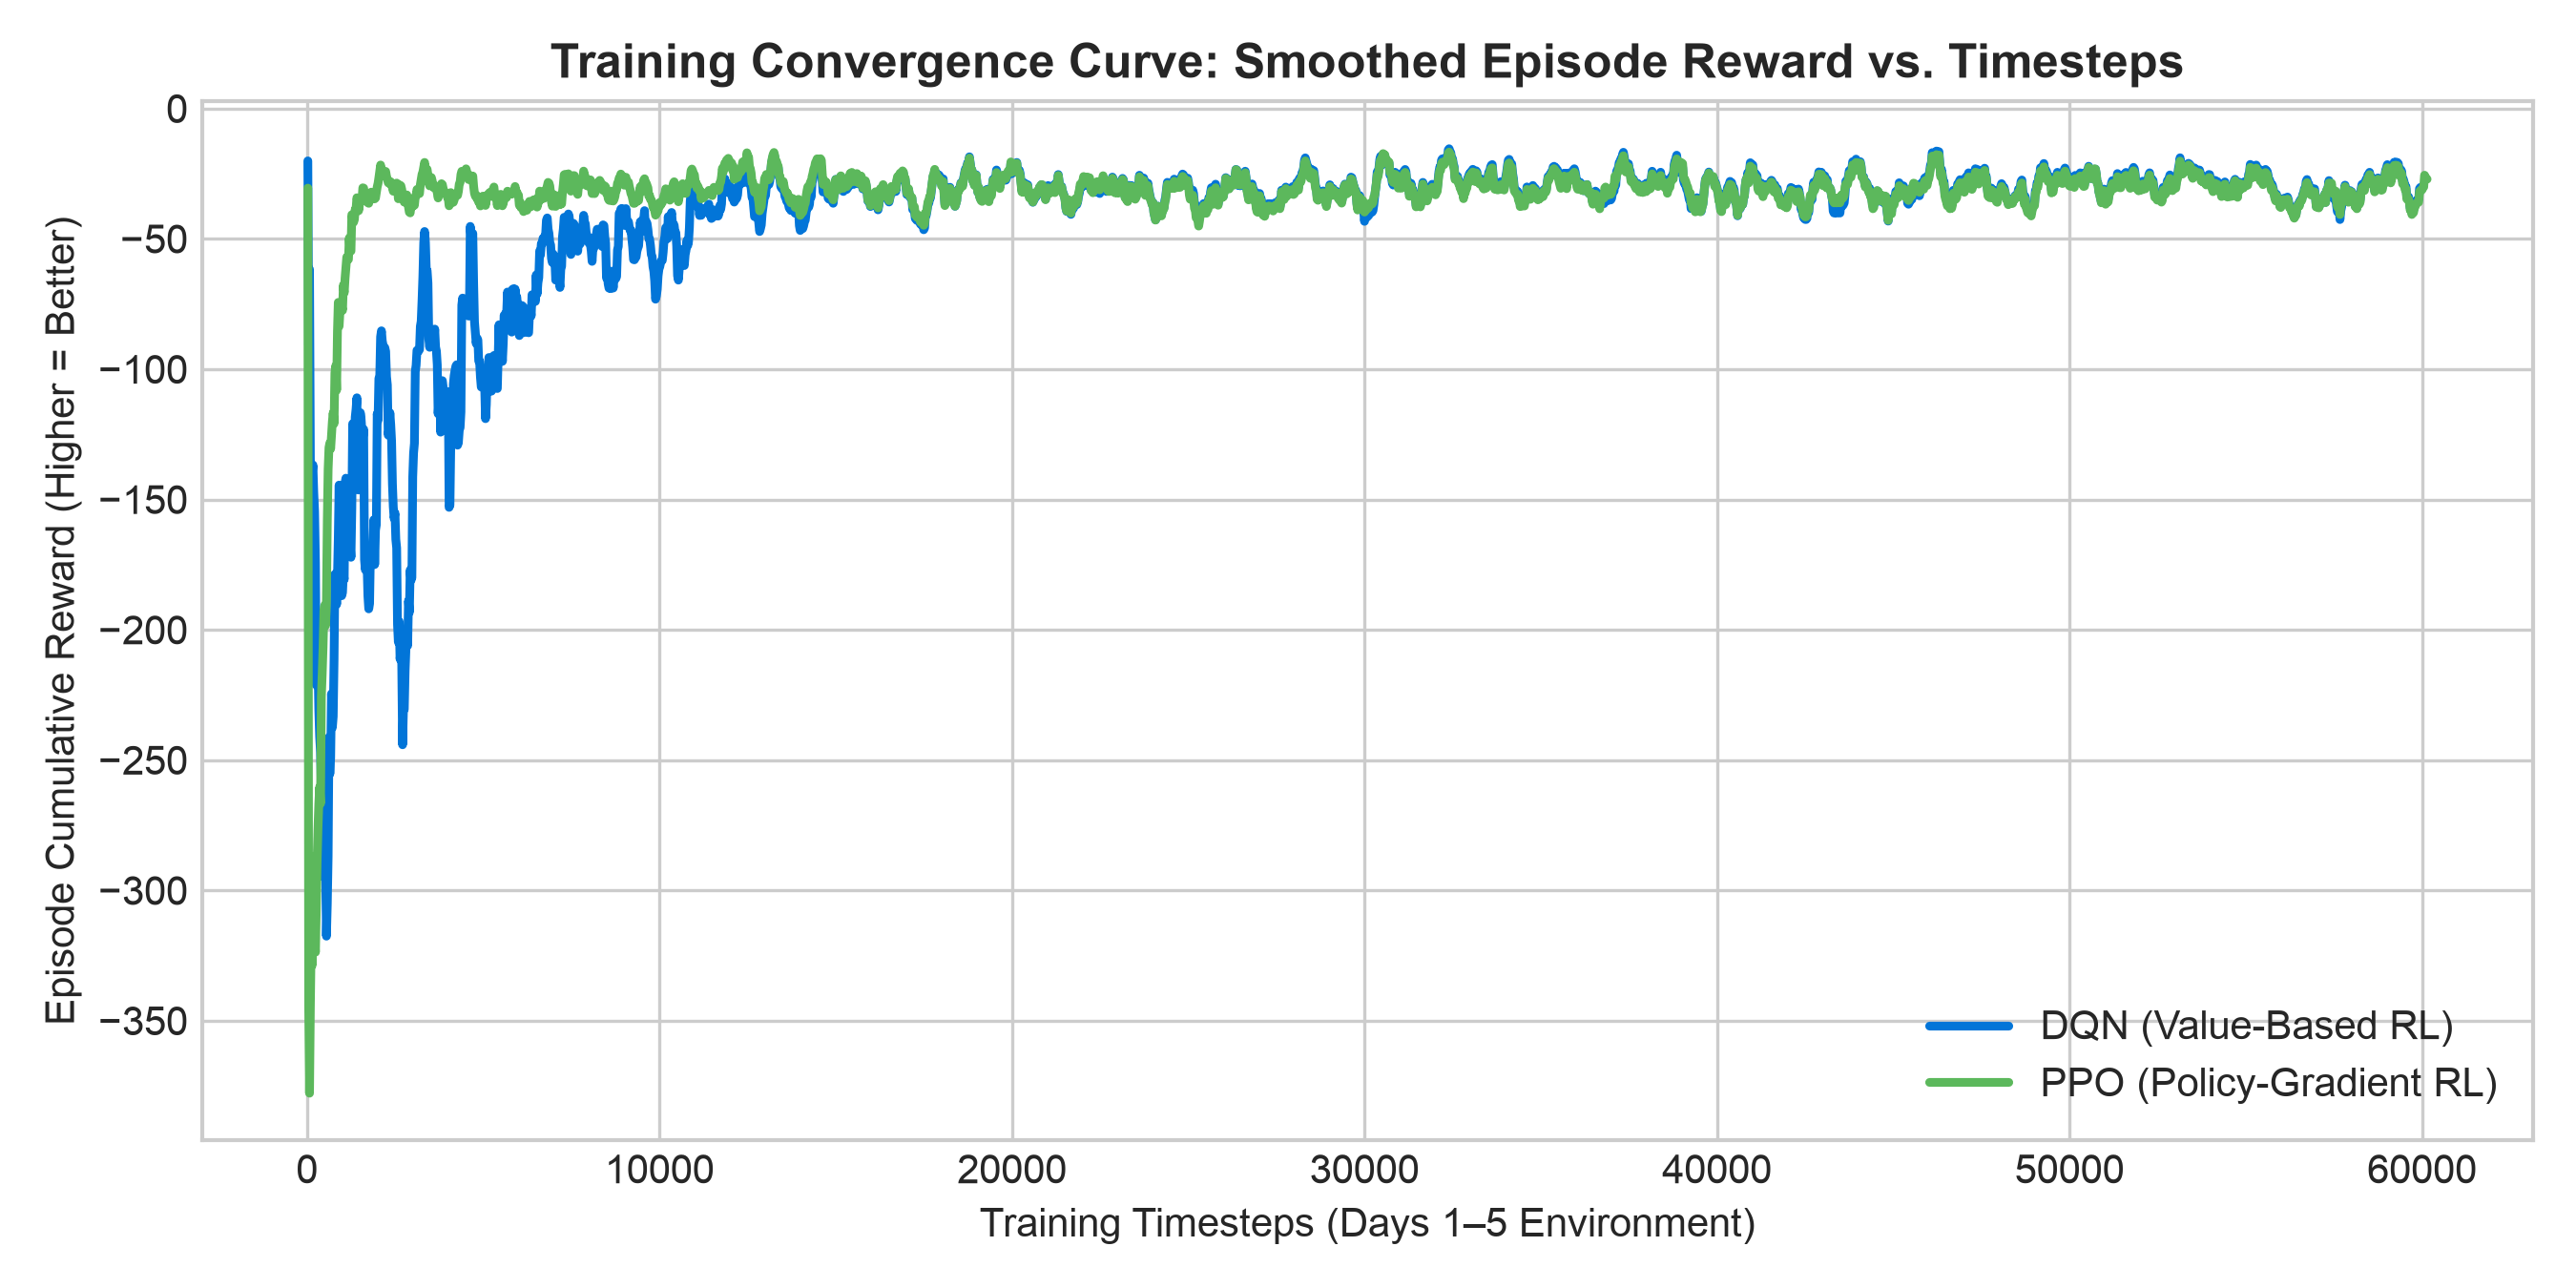 Training Convergence Curve: Smoothed Episode Reward vs. Timesteps
Episode Cumulative Reward (Higher = Better)
0
−50
−100
−150
−200
−250
−300
−350
DQN (Value-Based RL)
PPO (Policy-Gradient RL)
0 10000 20000 30000 40000 50000 60000
Training Timesteps (Days 1–5 Environment)